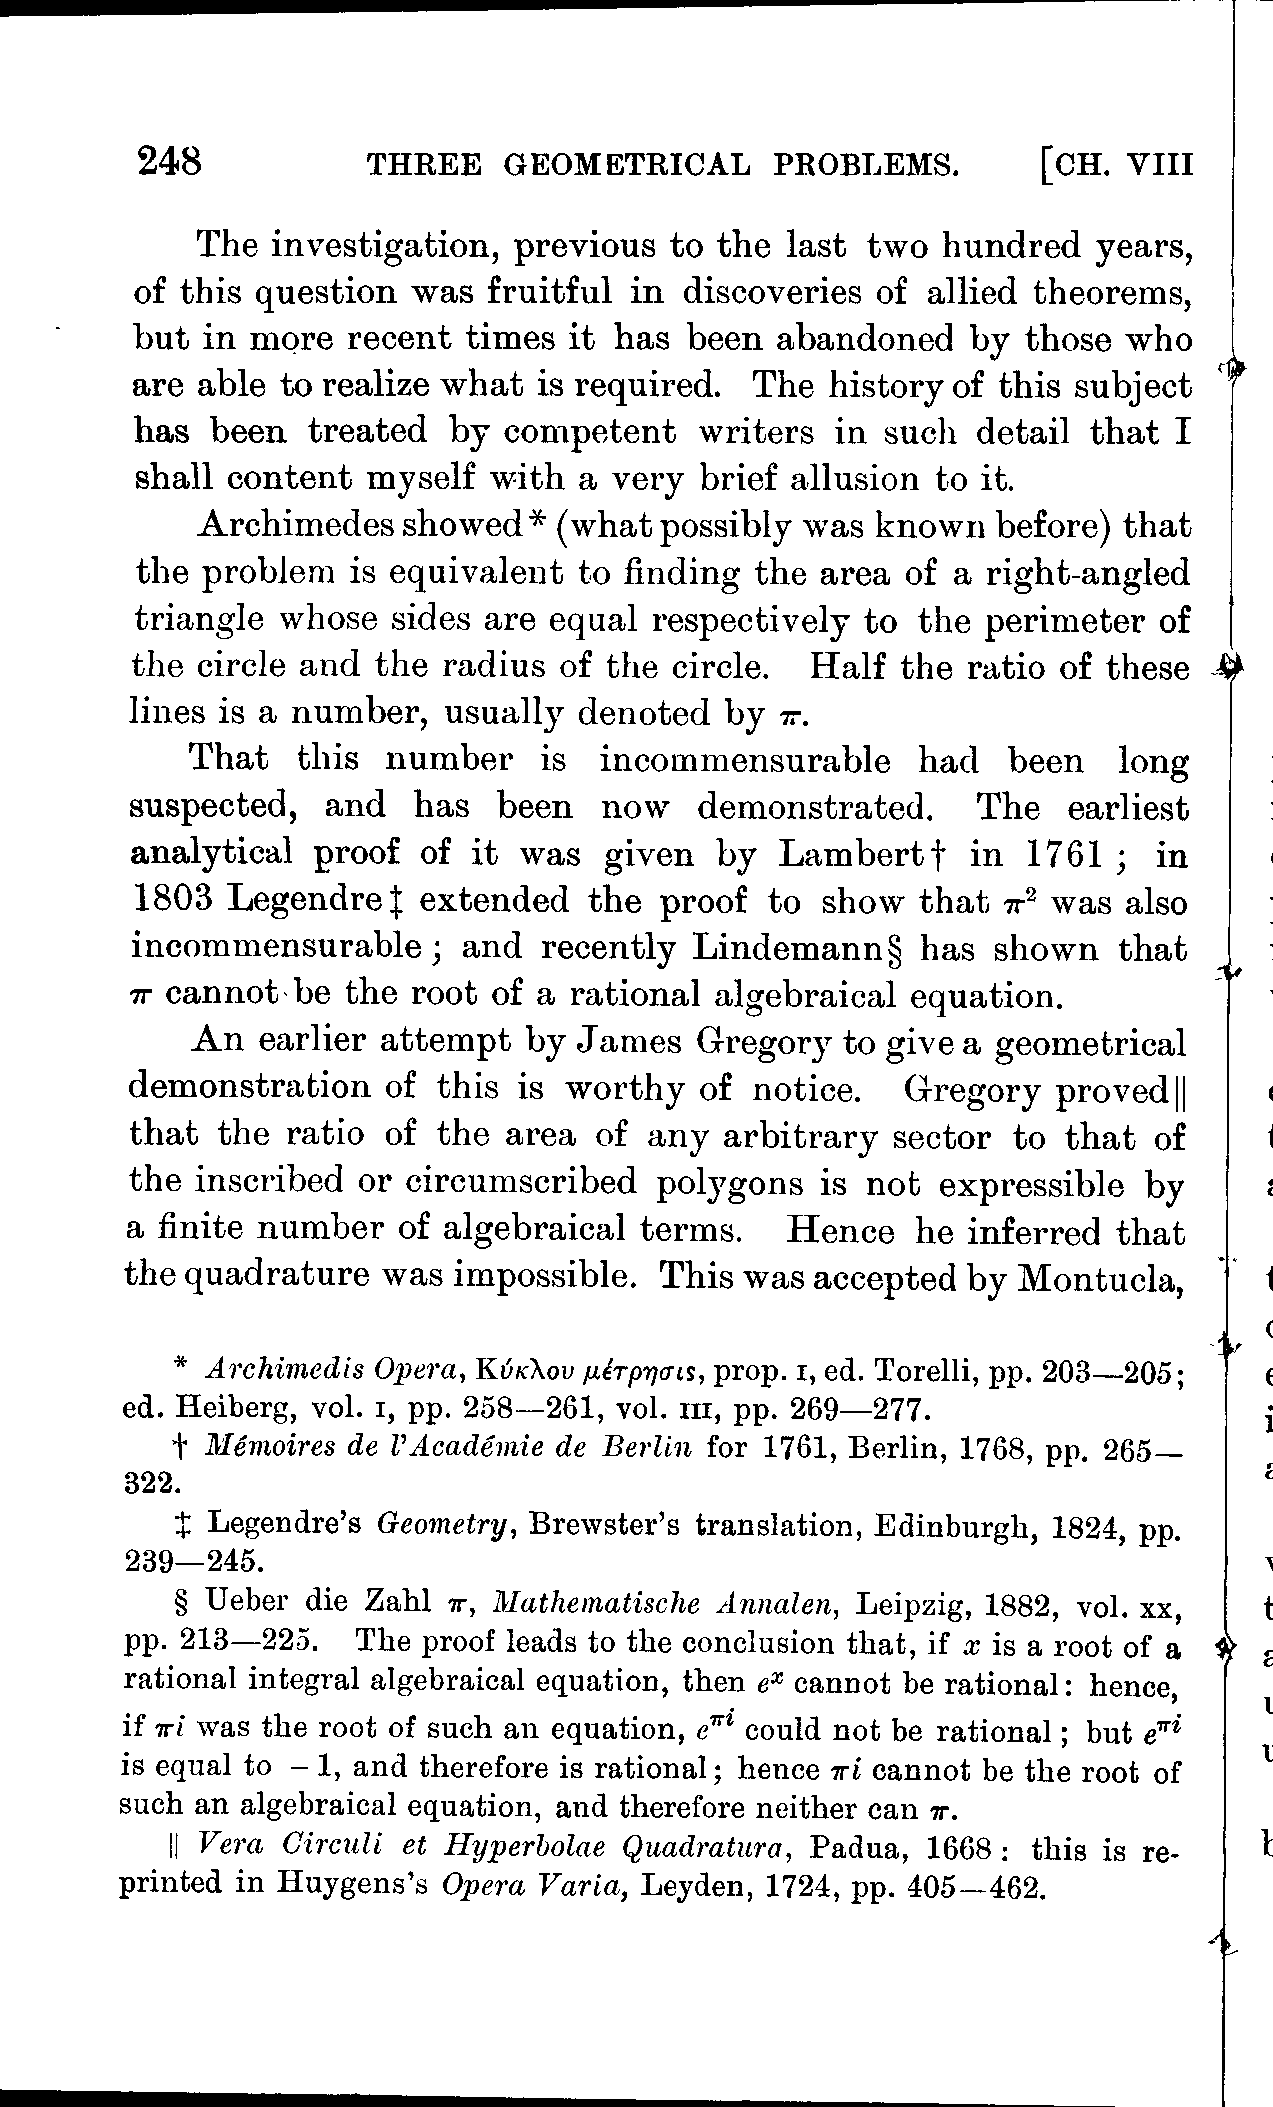 248 THREE GEOMETRICAL PROBLEMS. [CH. VIII
The investigation, previous to the last two hundred years,
of this question was fruitful in discoveries of allied theorems,
but in more recent times it has been abandoned by those who
are able to realize what is required. The history of this subject
has been treated by competent writers in such detail that I
shall content myself with a very brief allusion to it.
Archimedes showed* (what possibly was known before) that
the problem is equivalent to finding the area of a right-angled
triangle whose sides are equal respectively to the perimeter of
the circle and the radius of the circle. Half the ratio of these
lines is a number, usually denoted by π.
That this number is incommensurable had been long
suspected, and has been now demonstrated. The earliest
analytical proof of it was given by Lambert† in 1761; in
1803 Legendre‡ extended the proof to show that π² was also
incommensurable; and recently Lindemann§ has shown that
π cannot be the root of a rational algebraical equation.
An earlier attempt by James Gregory to give a geometrical
demonstration of this is worthy of notice. Gregory proved||
that the ratio of the area of any arbitrary sector to that of
the inscribed or circumscribed polygons is not expressible by
a finite number of algebraical terms. Hence he inferred that
the quadrature was impossible. This was accepted by Montucla,
* Archimedis Opera, Κύκλου μέτρησις, prop. I, ed. Torelli, pp. 203—205;
ed. Heiberg, vol. I, pp. 258—261, vol. III, pp. 269—277.
† Mémoires de l'Académie de Berlin for 1761, Berlin, 1768, pp. 265—
322.
‡ Legendre's Geometry, Brewster's translation, Edinburgh, 1824, pp.
239—245.
§ Ueber die Zahl π, Mathematische Annalen, Leipzig, 1882, vol. XX,
pp. 213—225. The proof leads to the conclusion that, if x is a root of a
rational integral algebraical equation, then eˣ cannot be rational: hence,
if πi was the root of such an equation, e^πi could not be rational; but e^πi
is equal to – 1, and therefore is rational; hence πi cannot be the root of
such an algebraical equation, and therefore neither can π.
|| Vera Circuli et Hyperbolae Quadratura, Padua, 1668: this is re-
printed in Huygens's Opera Varia, Leyden, 1724, pp. 405—462.